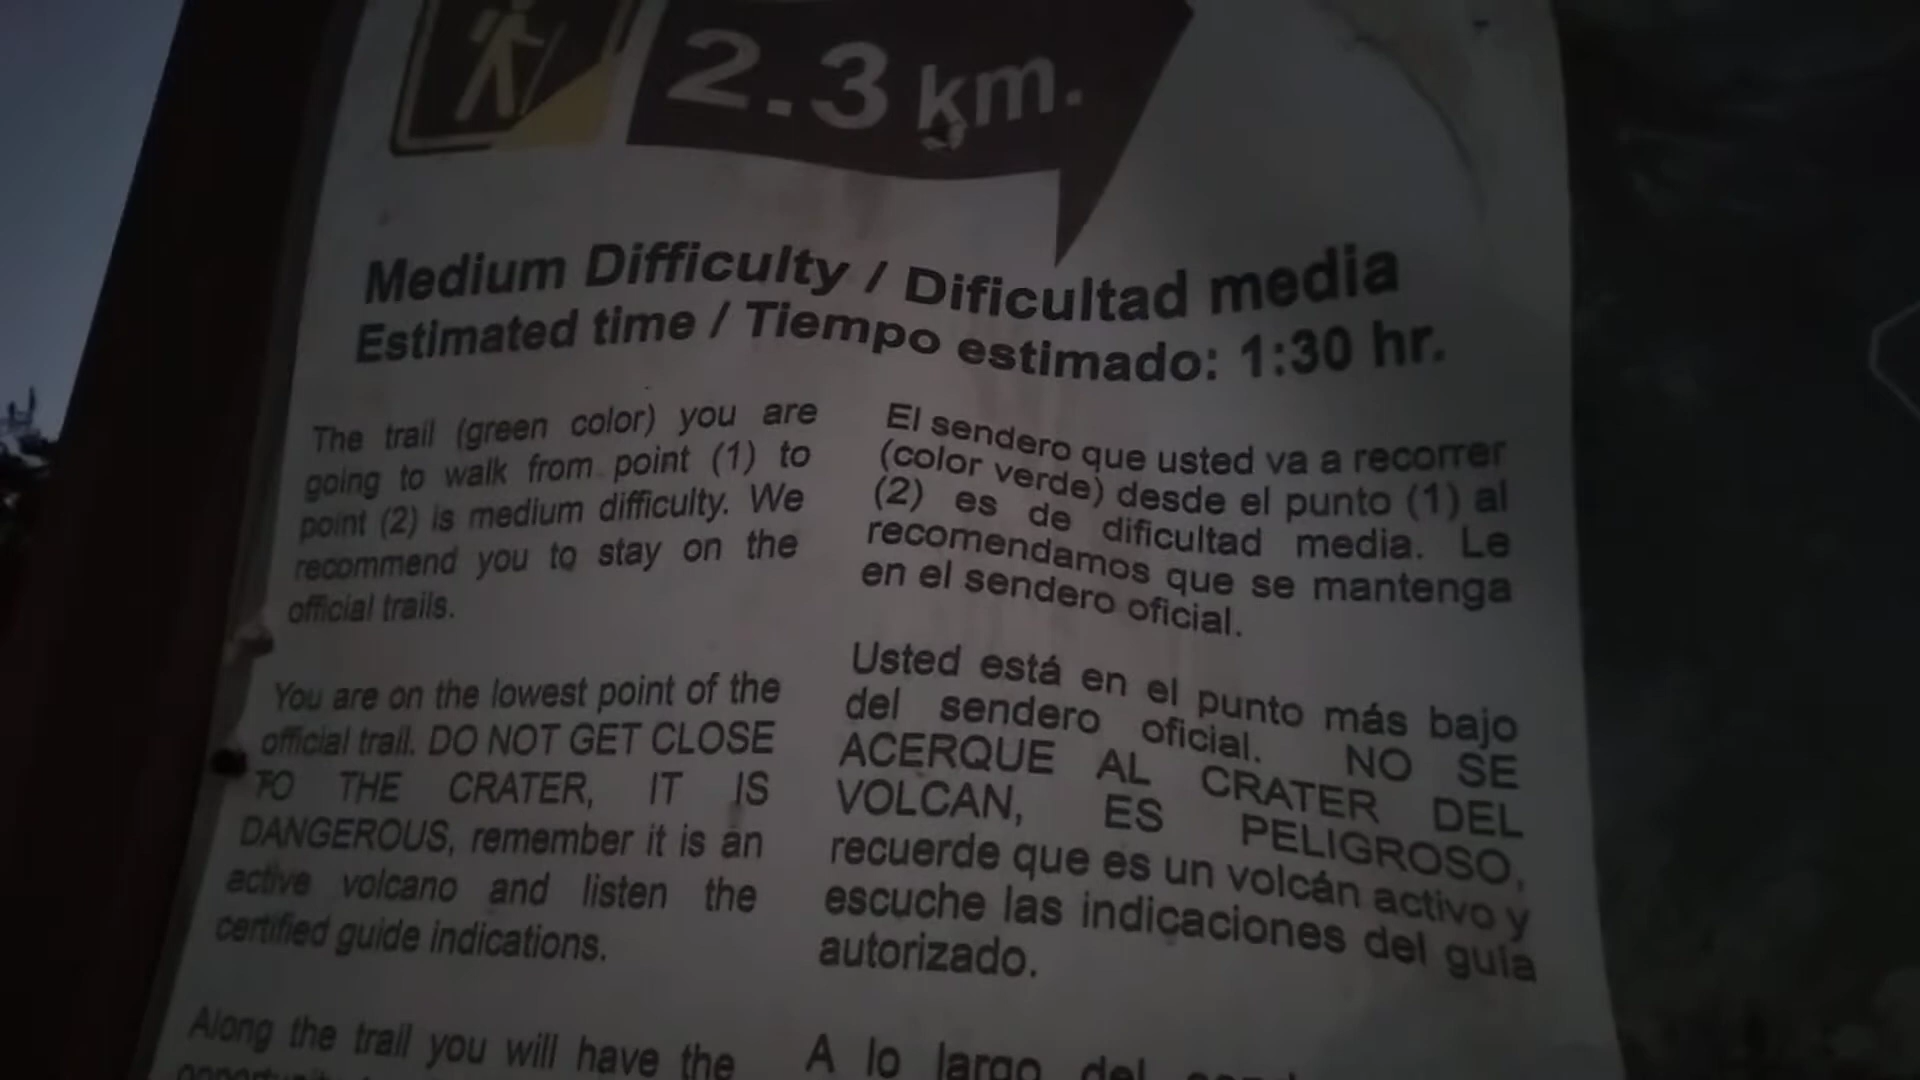 2.3 km.
Medium Difficulty / Dificultad media
Estimated time / Tiempo estimado: 1:30 hr.
The trail (green color) you are
going to walk from point (1) to
point (2) is medium difficulty. We
recommend you to stay on the
official trails.
You are on the lowest point of the
official trail. DO NOT GET CLOSE
TO THE CRATER, IT IS
DANGEROUS, remember it is an
active volcano and listen the
certified guide indications.
Along the trail you will have the
El sendero que usted va a recorrer
(color verde) desde el punto (1) al
(2) es de dificultad media. Le
recomendamos que se mantenga
en el sendero oficial.
Usted está en el punto más bajo
del sendero oficial. NO SE
ACERQUE AL CRATER DEL
VOLCAN, ES PELIGROSO,
recuerde que es un volcán activo y
escuche las indicaciones del guia
autorizado.
A lo largo del